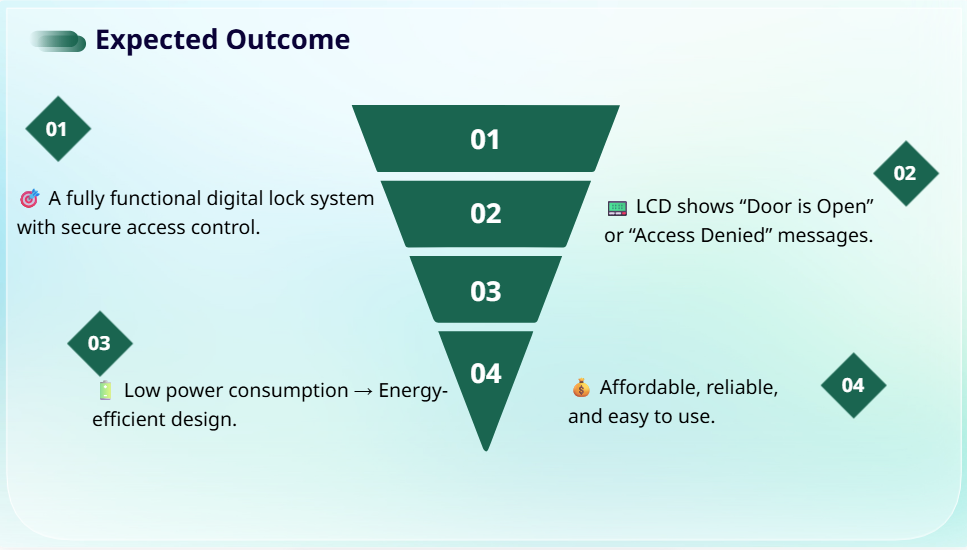 Expected Outcome
01
🎯 A fully functional digital lock system
with secure access control.
01
02
03
04
02
📟 LCD shows “Door is Open”
or “Access Denied” messages.
03
🔋 Low power consumption → Energy-
efficient design.
04
💰 Affordable, reliable,
and easy to use.